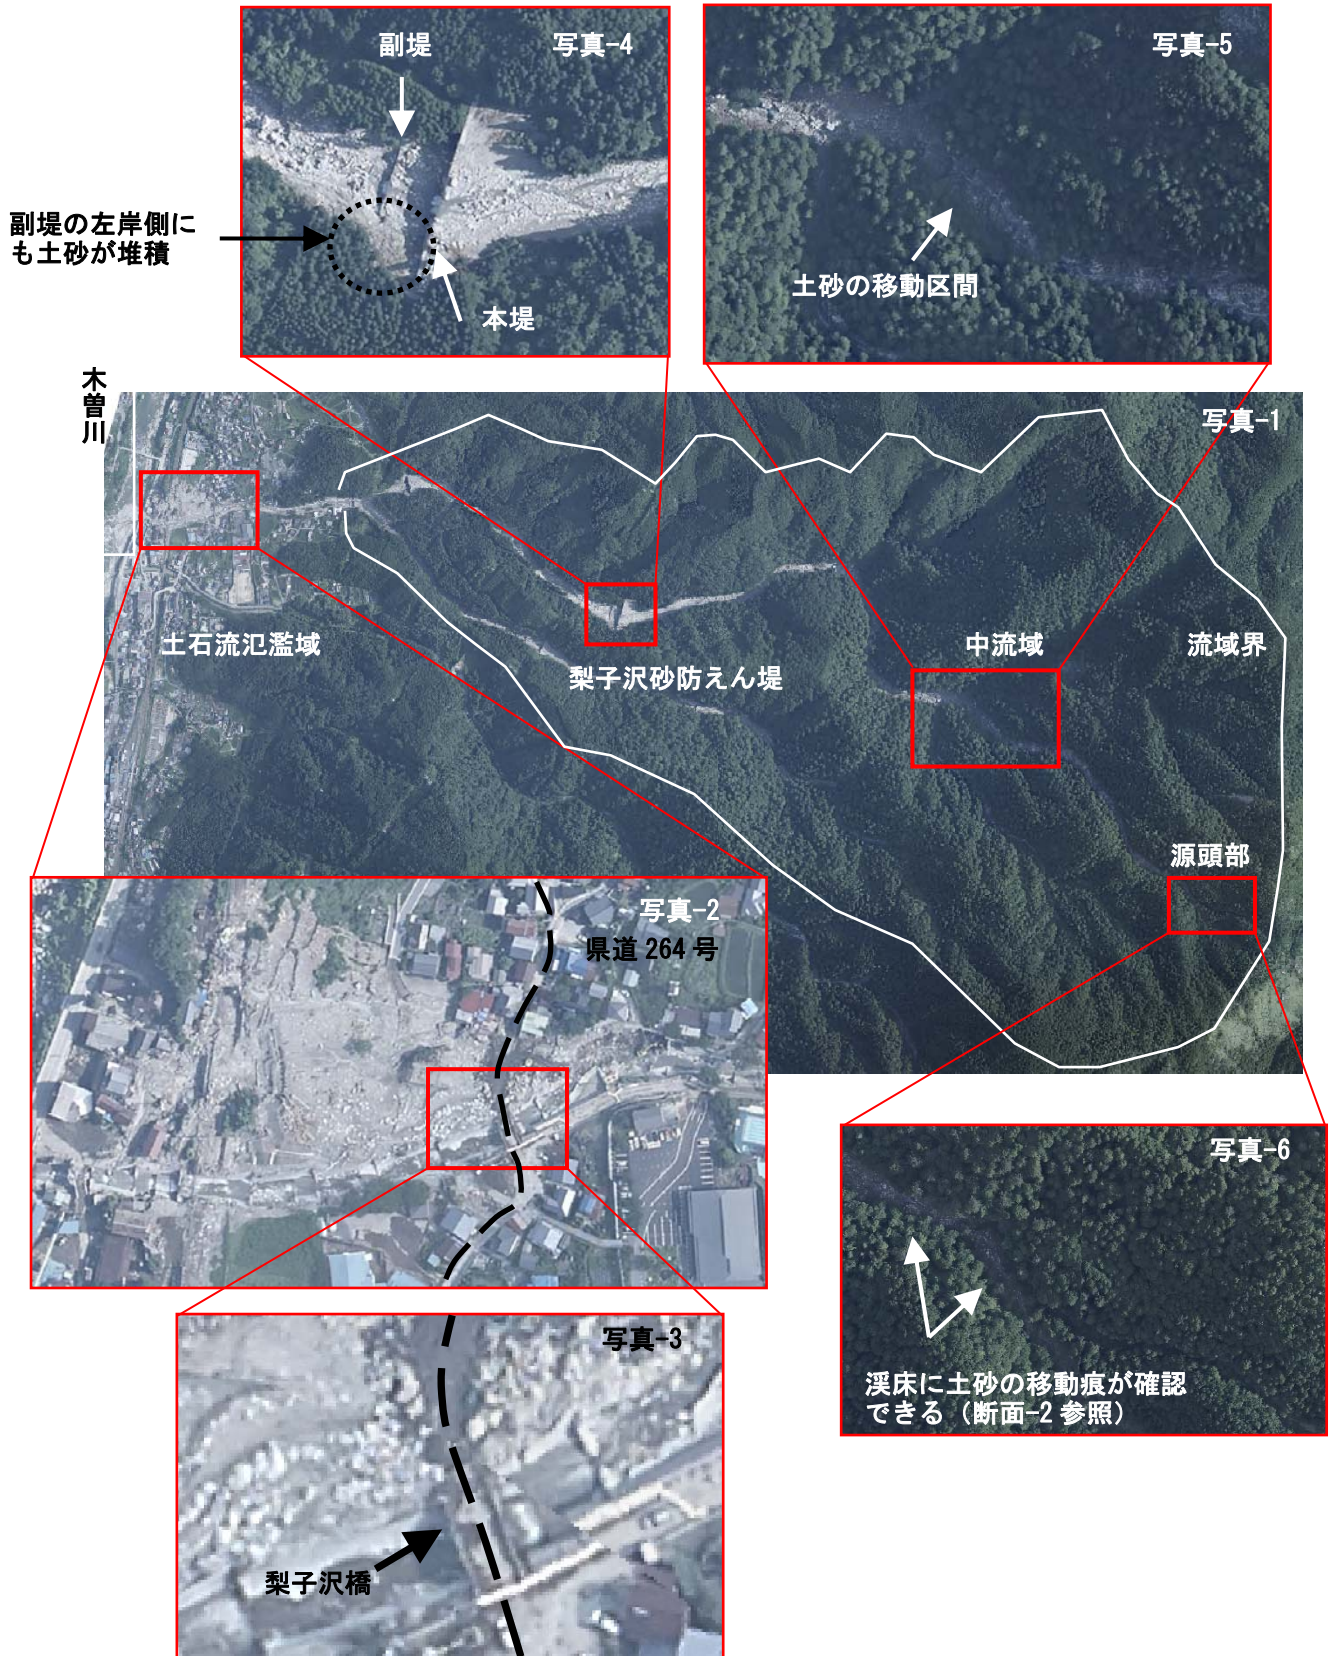 副堤
写真-4
写真-5
副堤の左岸側に
も土砂が堆積
本堤
土砂の移動区間
木曽川
写真-1
土石流氾濫域
梨子沢砂防えん堤
中流域
流域界
源頭部
写真-2
県道 264 号
写真-3
梨子沢橋
写真-6
渓床に土砂の移動痕が確認
できる（断面-2 参照）